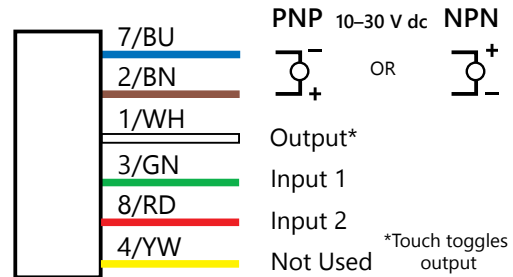 PNP 10–30 V dc NPN
7/BU
− +
OR
2/BN
+ −
1/WH
Output*
3/GN
Input 1
8/RD
Input 2
4/YW
Not Used
*Touch toggles
output